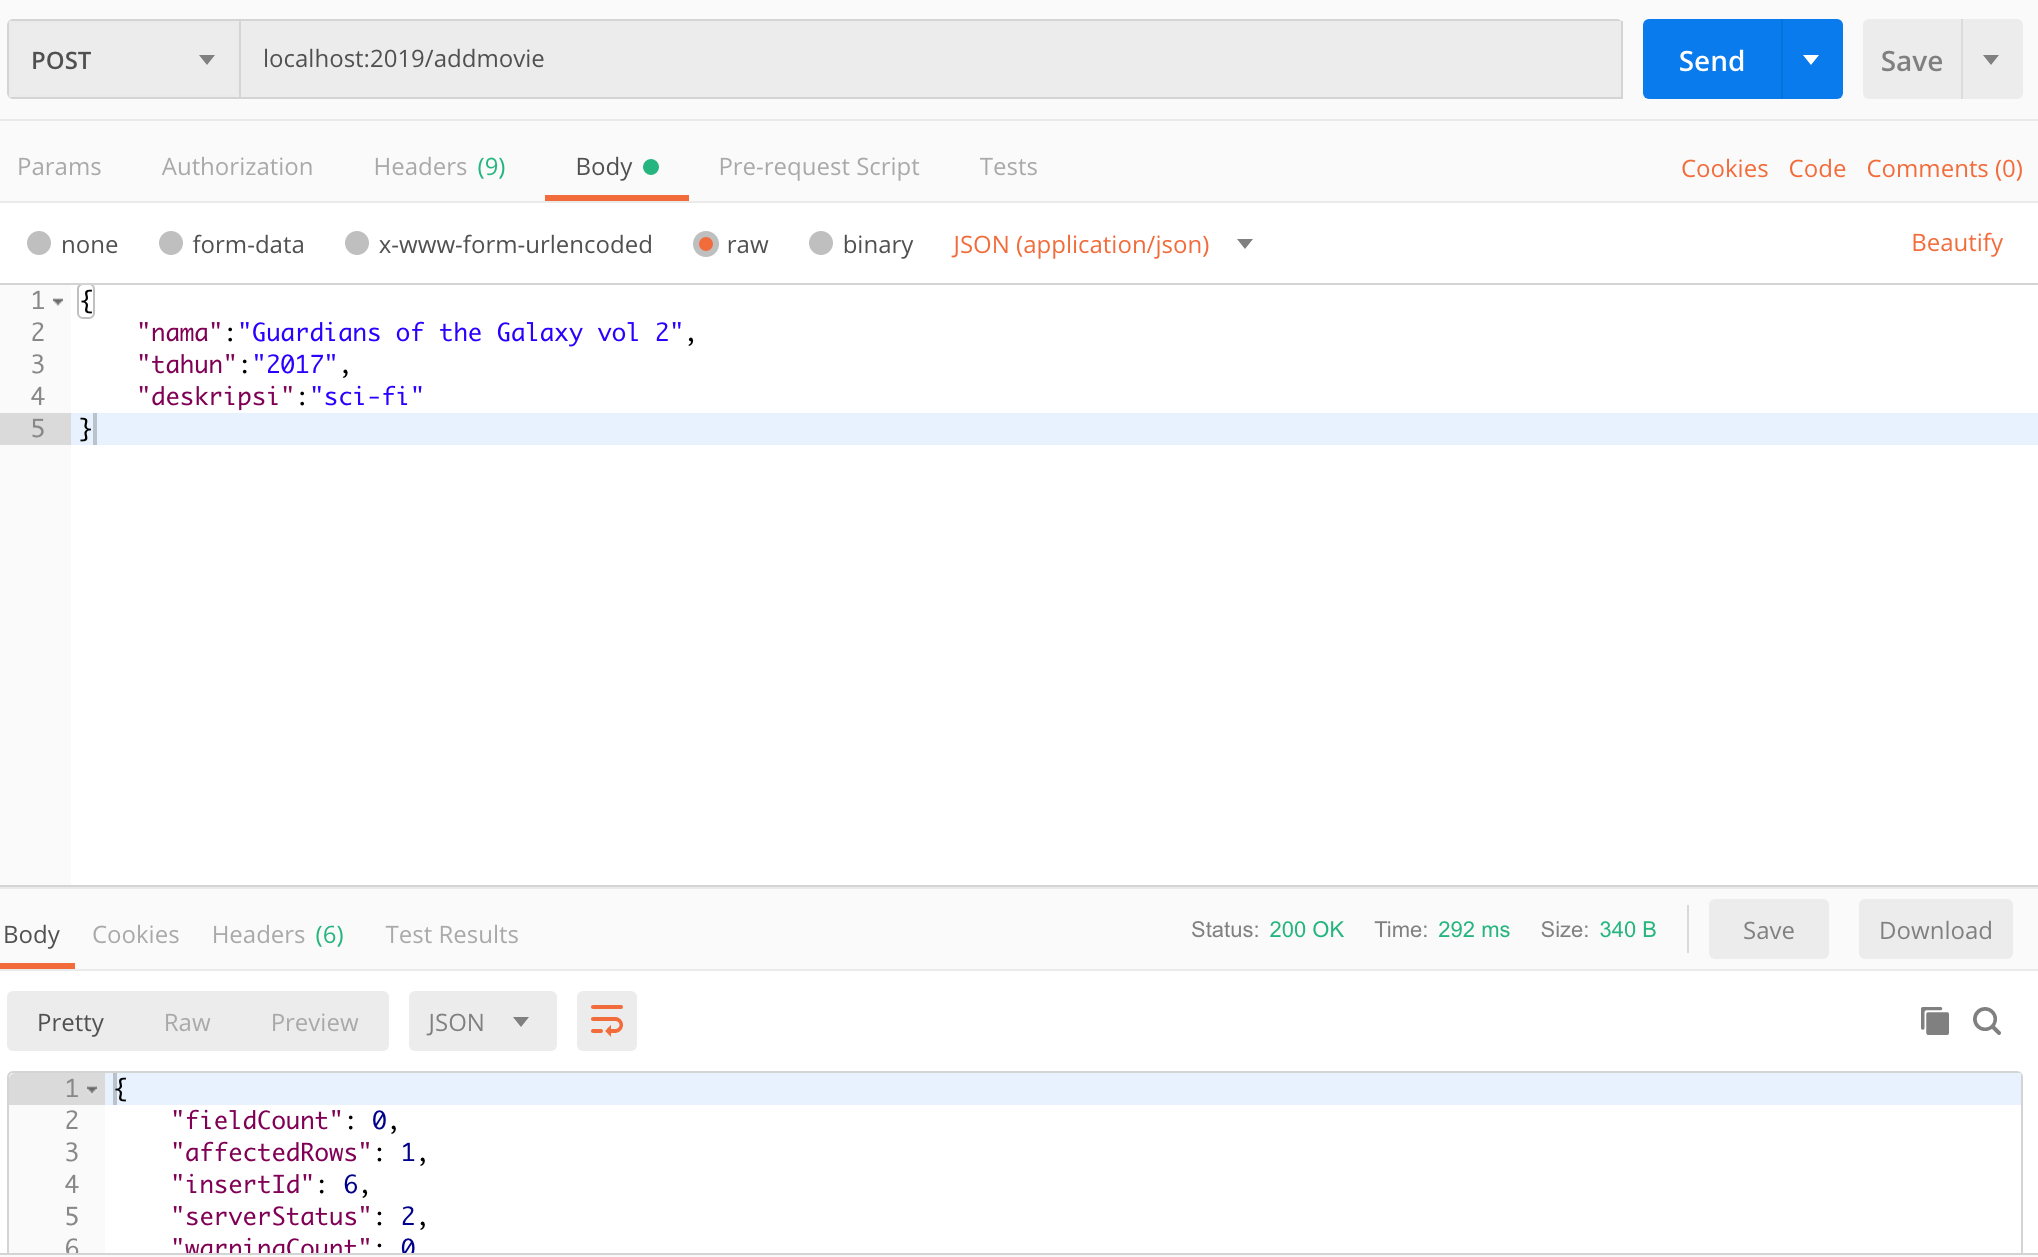 POST localhost:2019/addmovie Send Save
Params Authorization Headers (9) Body Pre-request Script Tests Cookies Code Comments (0)
none form-data x-www-form-urlencoded raw binary JSON (application/json) Beautify
1 {
2 "nama":"Guardians of the Galaxy vol 2",
3 "tahun":"2017",
4 "deskripsi":"sci-fi"
5 }
Body Cookies Headers (6) Test Results Status: 200 OK Time: 292 ms Size: 340 B Save Download
Pretty Raw Preview JSON
1 {
2 "fieldCount": 0,
3 "affectedRows": 1,
4 "insertId": 6,
5 "serverStatus": 2,
6 "warningCount": 0